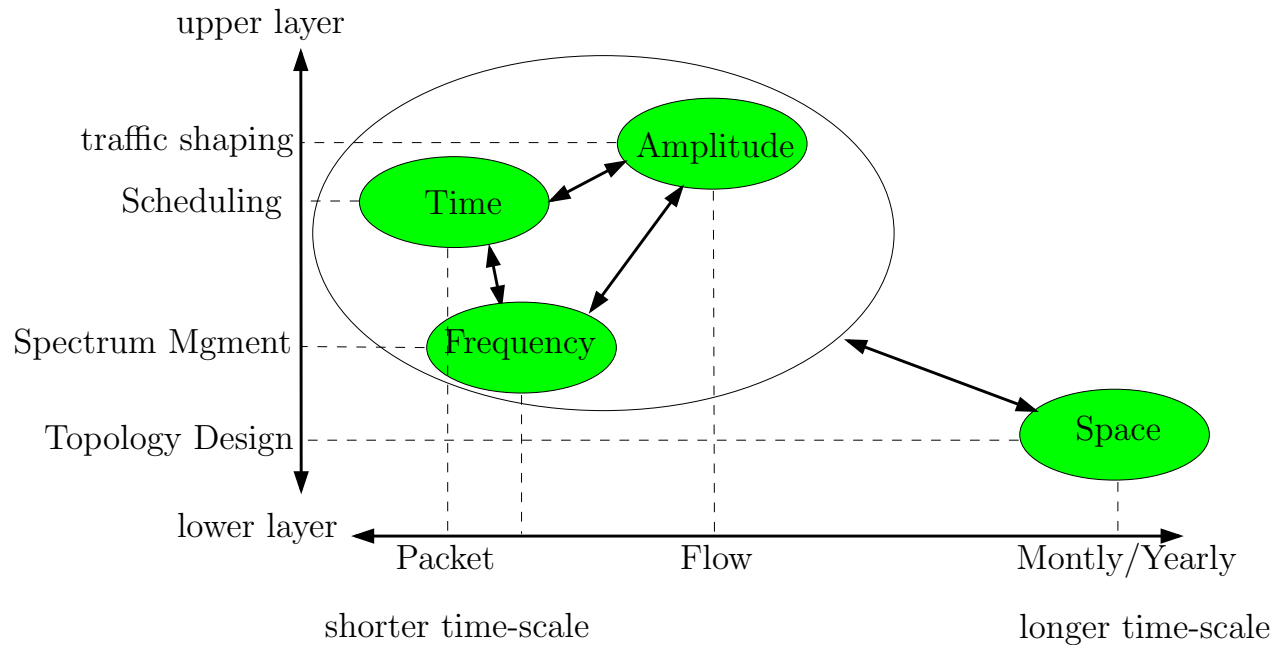 upper layer
traffic shaping
Amplitude
Scheduling
Time
Spectrum Mgment
Frequency
Topology Design
Space
lower layer
Packet
Flow
Montly/Yearly
shorter time-scale
longer time-scale